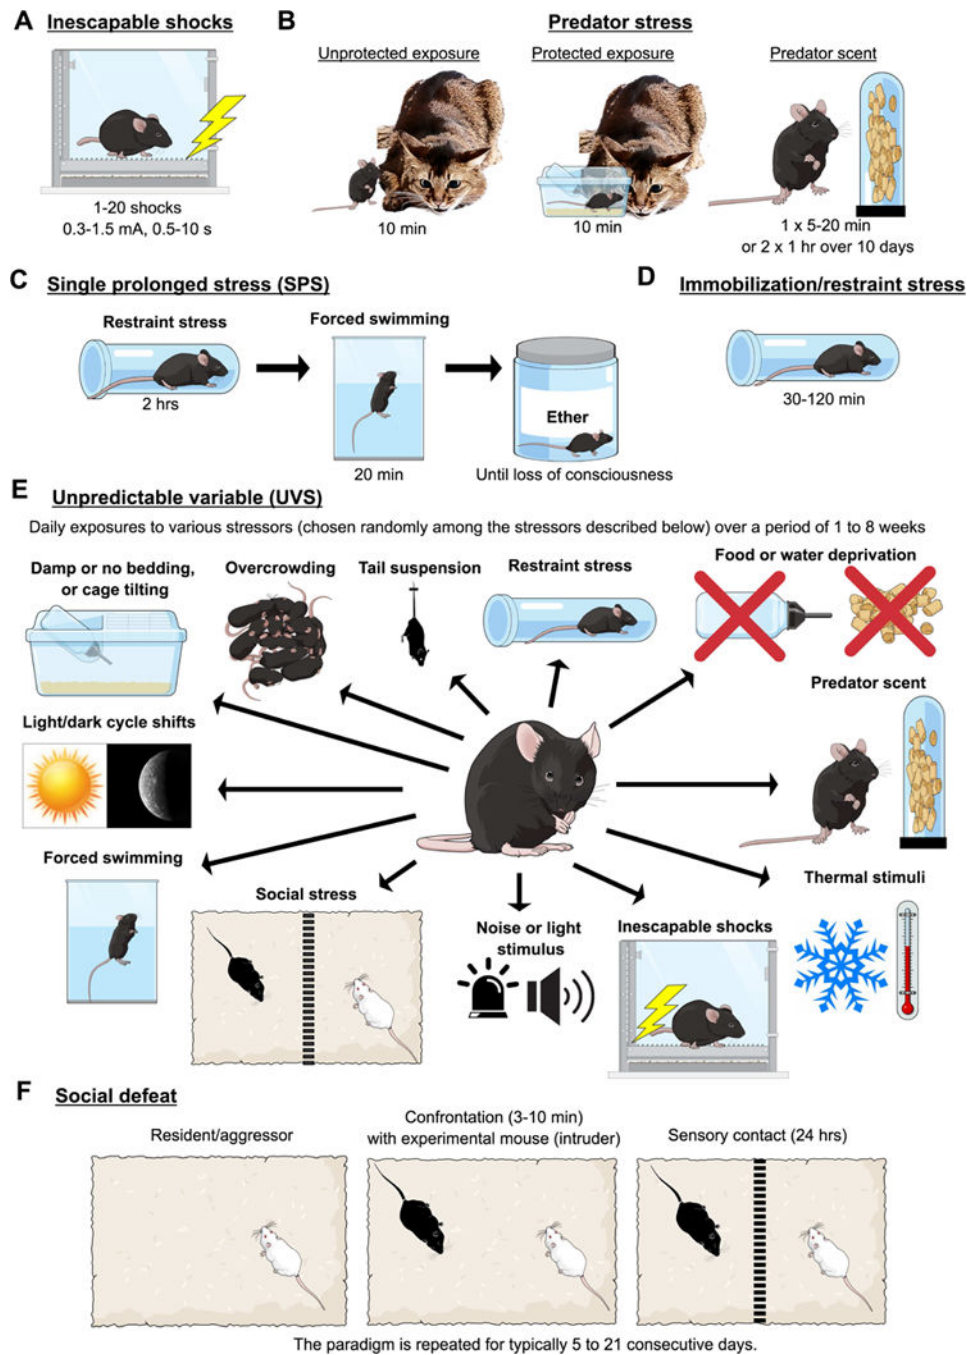 A Inescapable shocks
1-20 shocks
0.3-1.5 mA, 0.5-10 s
B Predator stress
Unprotected exposure
10 min
Protected exposure
10 min
Predator scent
1 x 5-20 min
or 2 x 1 hr over 10 days
C Single prolonged stress (SPS)
Restraint stress
2 hrs
Forced swimming
20 min
Ether
Until loss of consciousness
D Immobilization/restraint stress
30-120 min
E Unpredictable variable (UVS)
Daily exposures to various stressors (chosen randomly among the stressors described below) over a period of 1 to 8 weeks
Damp or no bedding,
or cage tilting
Overcrowding
Tail suspension
Restraint stress
Food or water deprivation
Light/dark cycle shifts
Predator scent
Forced swimming
Social stress
Noise or light
stimulus
Inescapable shocks
Thermal stimuli
F Social defeat
Resident/aggressor
Confrontation (3-10 min)
with experimental mouse (intruder)
Sensory contact (24 hrs)
The paradigm is repeated for typically 5 to 21 consecutive days.